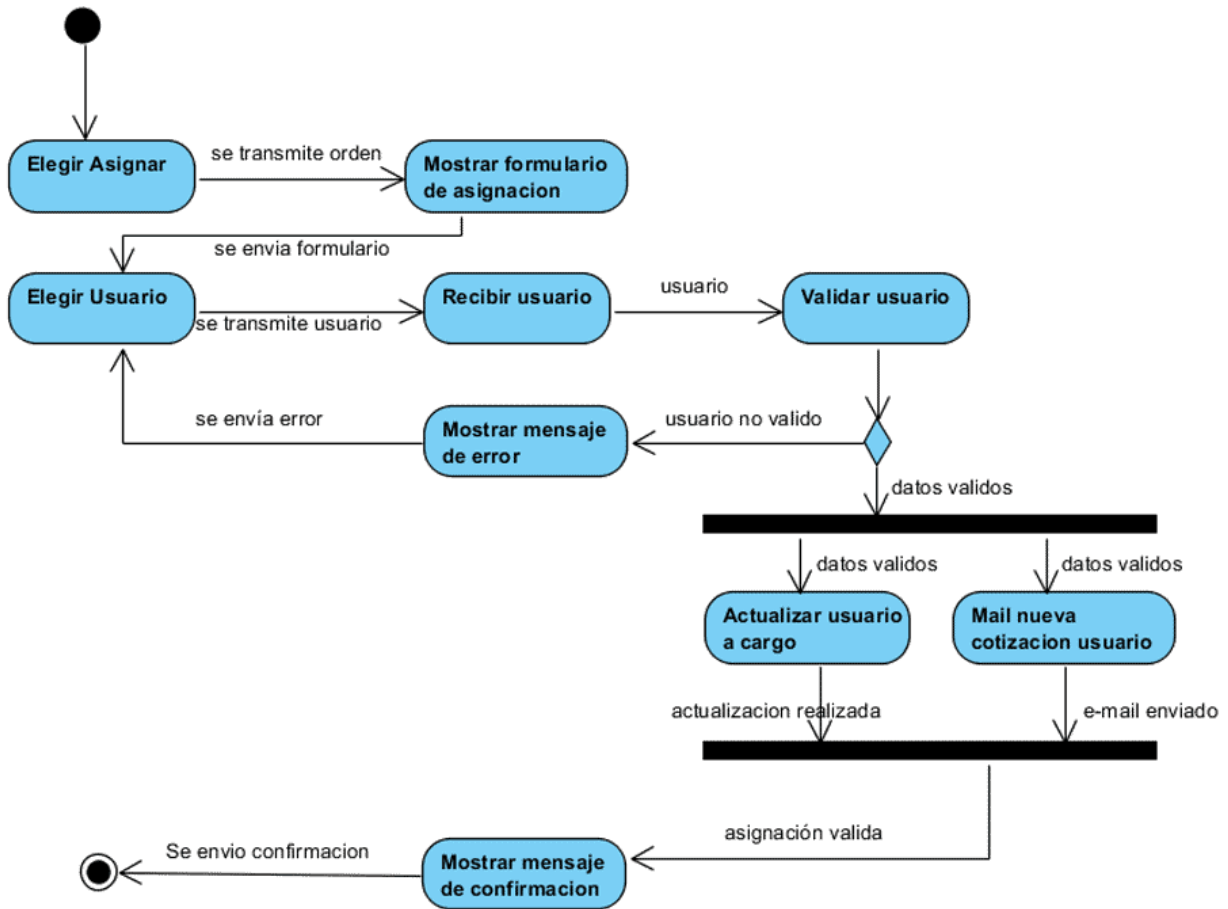 se transmite orden
Elegir Asignar
Mostrar formulario
de asignacion
se envia formulario
Elegir Usuario
se transmite usuario
Recibir usuario
usuario
Validar usuario
se envía error
Mostrar mensaje
de error
usuario no valido
datos validos
datos validos
datos validos
Actualizar usuario
a cargo
Mail nueva
cotizacion usuario
actualizacion realizada
e-mail enviado
asignación valida
Se envio confirmacion
Mostrar mensaje
de confirmacion